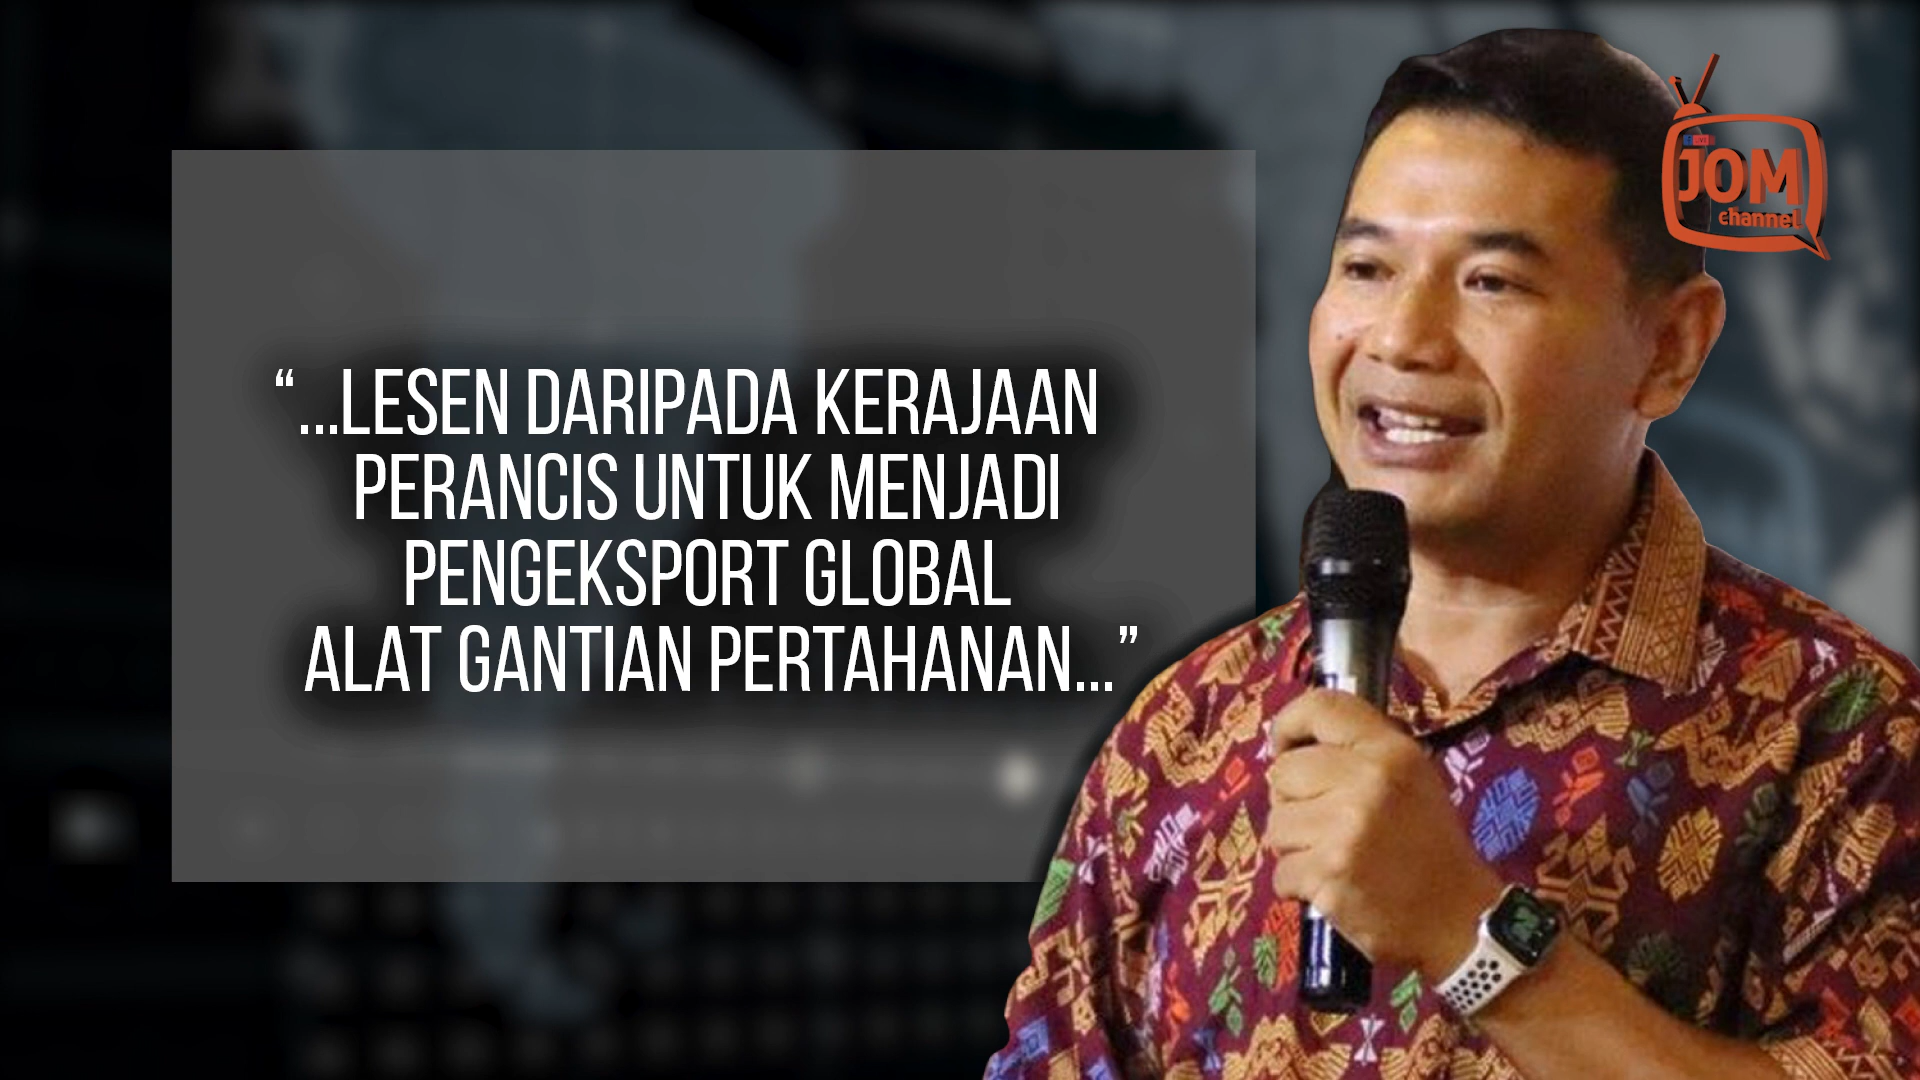 “...LESEN DARIPADA KERAJAAN
PERANCIS UNTUK MENJADI
PENGEKSPORT GLOBAL
ALAT GANTIAN PERTAHANAN...”
JOM
channel